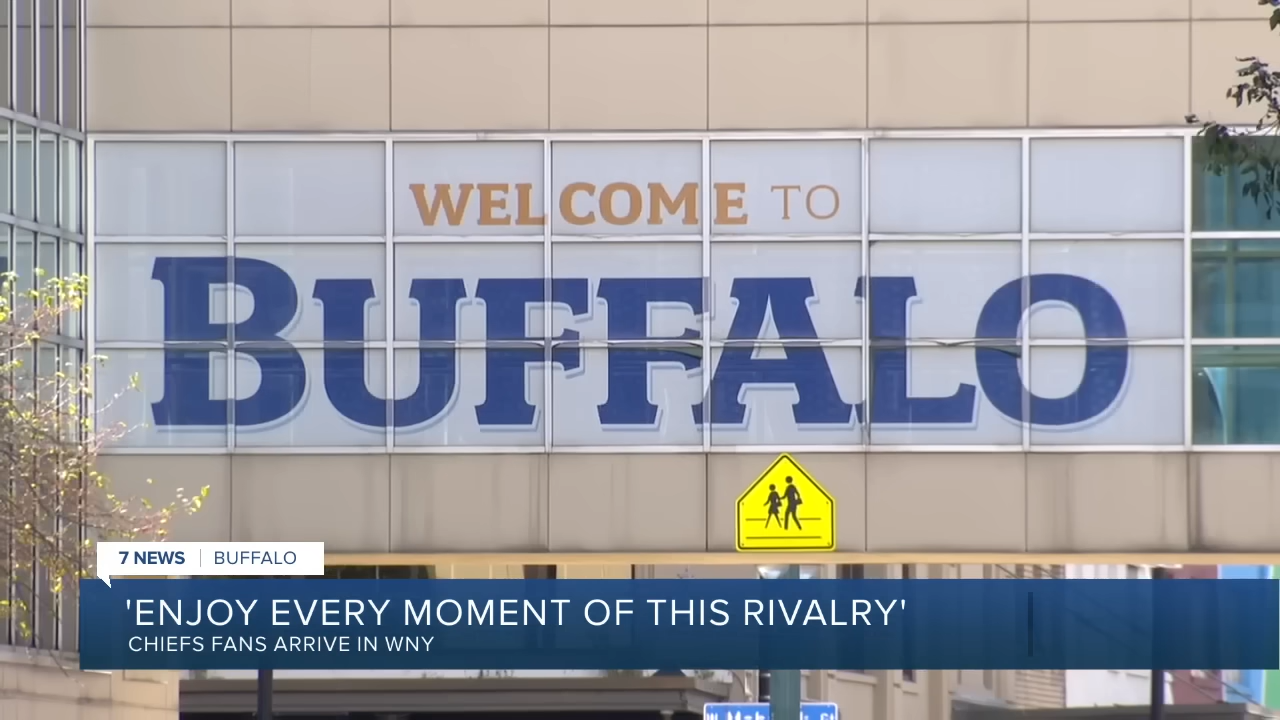 WELCOME TO
BUFFALO
7 NEWS | BUFFALO
'ENJOY EVERY MOMENT OF THIS RIVALRY'
CHIEFS FANS ARRIVE IN WNY